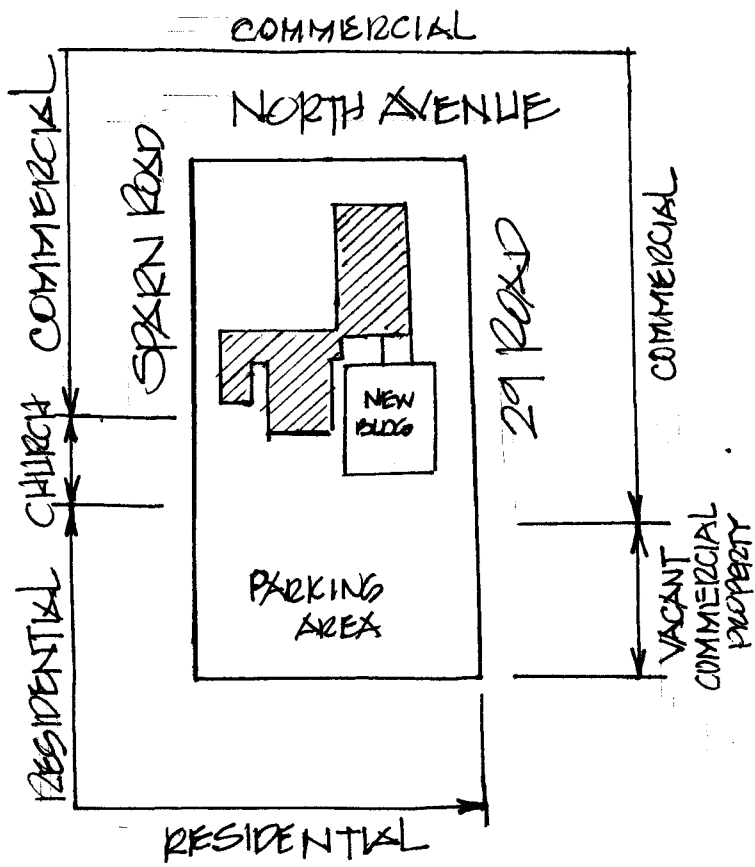 COMMERCIAL
NORTH AVENUE
COMMERCIAL
SPARN ROAD
29 ROAD
COMMERCIAL
NEW
BLDG
CHURCH
PARKING
AREA
RESIDENTIAL
VACANT
COMMERCIAL
PROPERTY
RESIDENTIAL